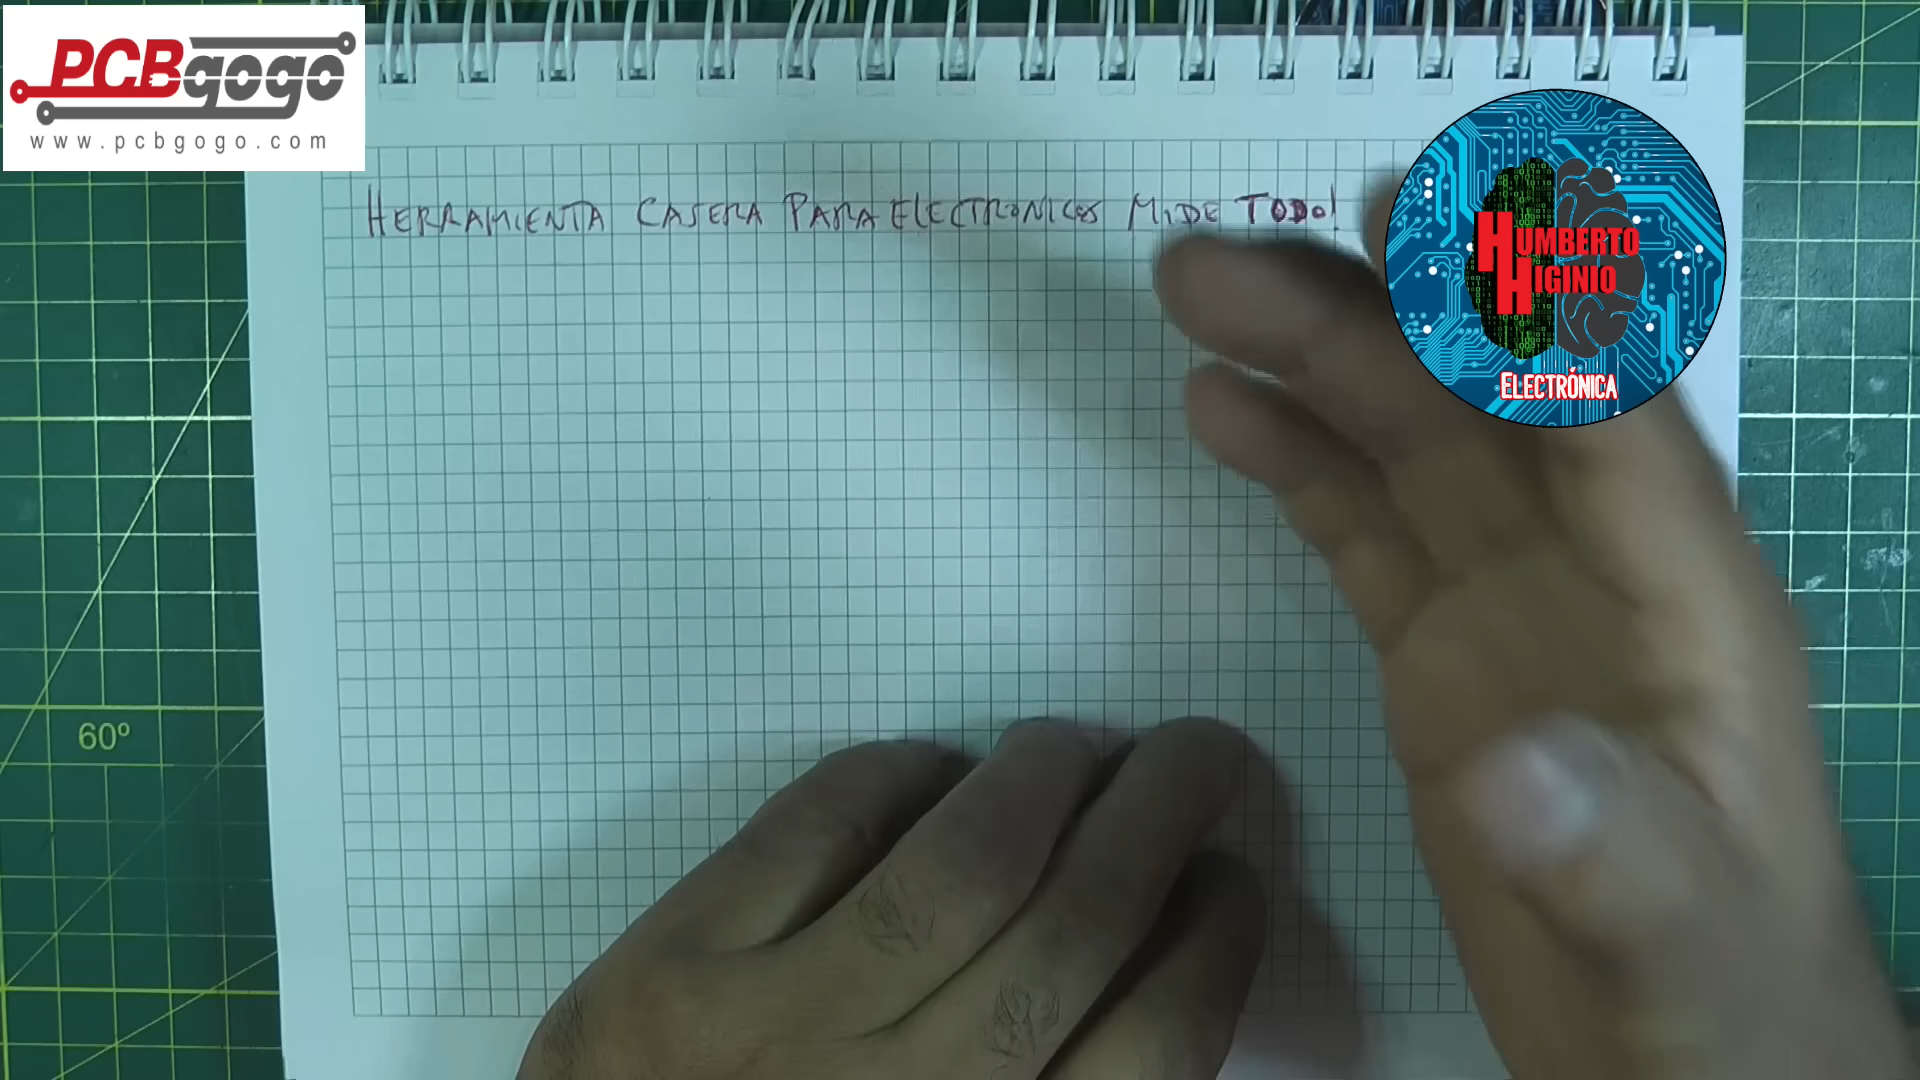 PCBgogo
www.pcbgogo.com
HERRAMIENTA CASERA PARA ELECTRONICOS MIDE TODO!
HUMBERTO
HIGINIO
ELECTRÓNICA
60º